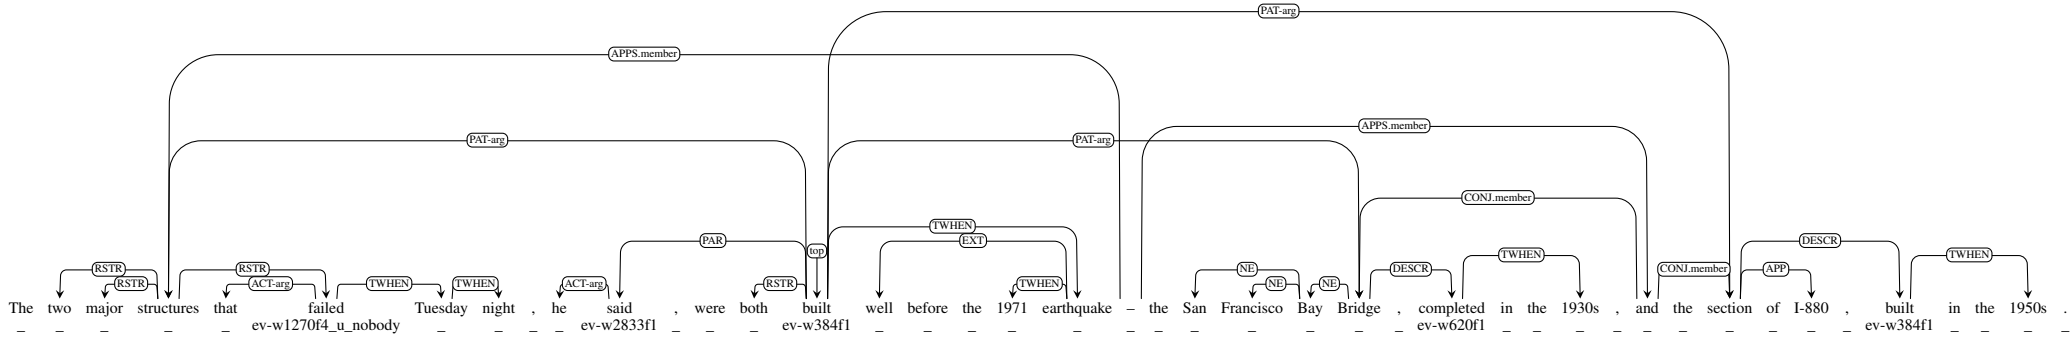 PAT-arg
APPS.member
APPS.member
PAT-arg PAT-arg
CONJ.member
TWHEN
PAR EXT DESCR
top
TWHEN TWHEN
RSTR RSTR NE DESCR CONJ.member APP
RSTR ACT-arg TWHEN TWHEN ACT-arg RSTR TWHEN NE NE
The two major structures that failed Tuesday night , he said , were both built well before the 1971 earthquake – the San Francisco Bay Bridge , completed in the 1930s , and the section of I-880 , built in the 1950s .
_ _ _ _ _ ev-w1270f4_u_nobody _ _ _ _ ev-w2833f1 _ _ _ ev-w384f1 _ _ _ _ _ _ _ _ _ _ _ _ ev-w620f1 _ _ _ _ _ _ _ _ _ _ ev-w384f1 _ _ _ _